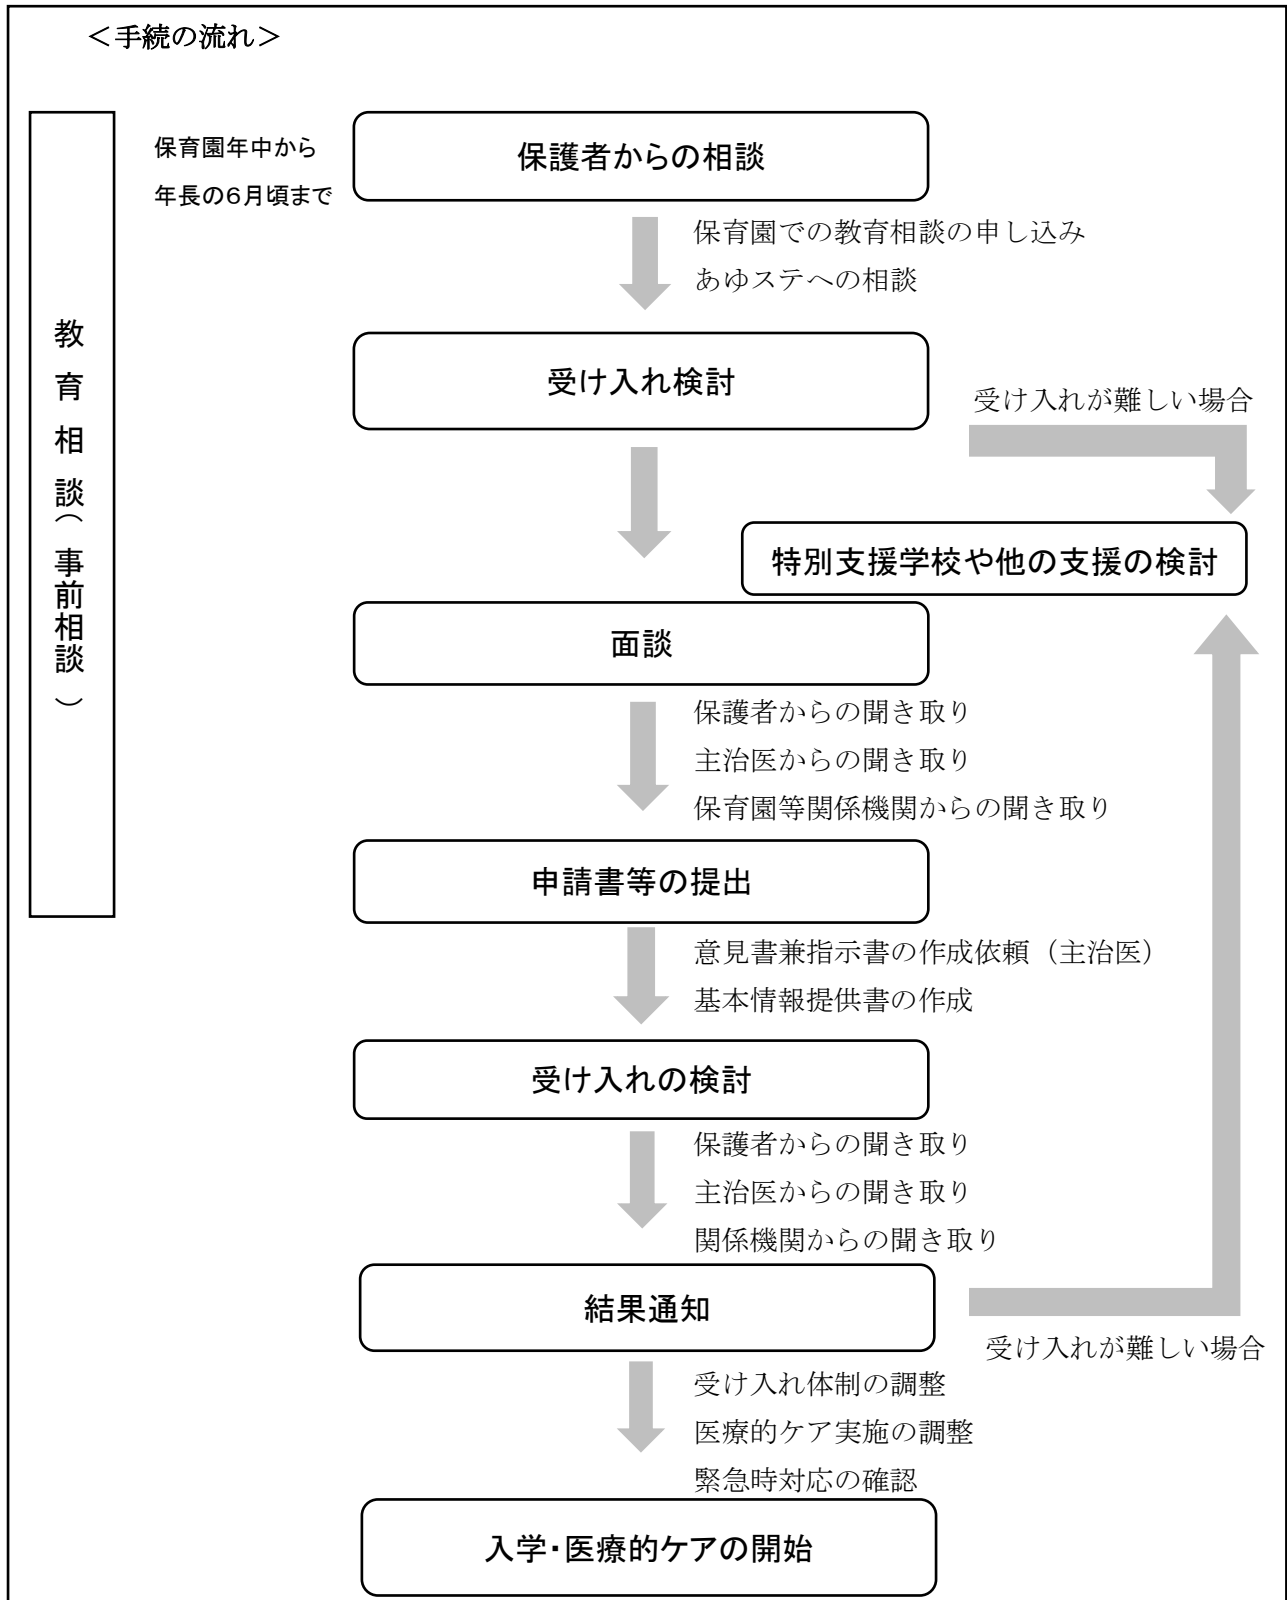 ＜手続の流れ＞
教育相談（事前相談）
保育園年中から
年長の6月頃まで
保護者からの相談
保育園での教育相談の申し込み
あゆステへの相談
受け入れ検討
受け入れが難しい場合
特別支援学校や他の支援の検討
面談
保護者からの聞き取り
主治医からの聞き取り
保育園等関係機関からの聞き取り
申請書等の提出
意見書兼指示書の作成依頼（主治医）
基本情報提供書の作成
受け入れの検討
保護者からの聞き取り
主治医からの聞き取り
関係機関からの聞き取り
結果通知
受け入れが難しい場合
受け入れ体制の調整
医療的ケア実施の調整
緊急時対応の確認
入学・医療的ケアの開始